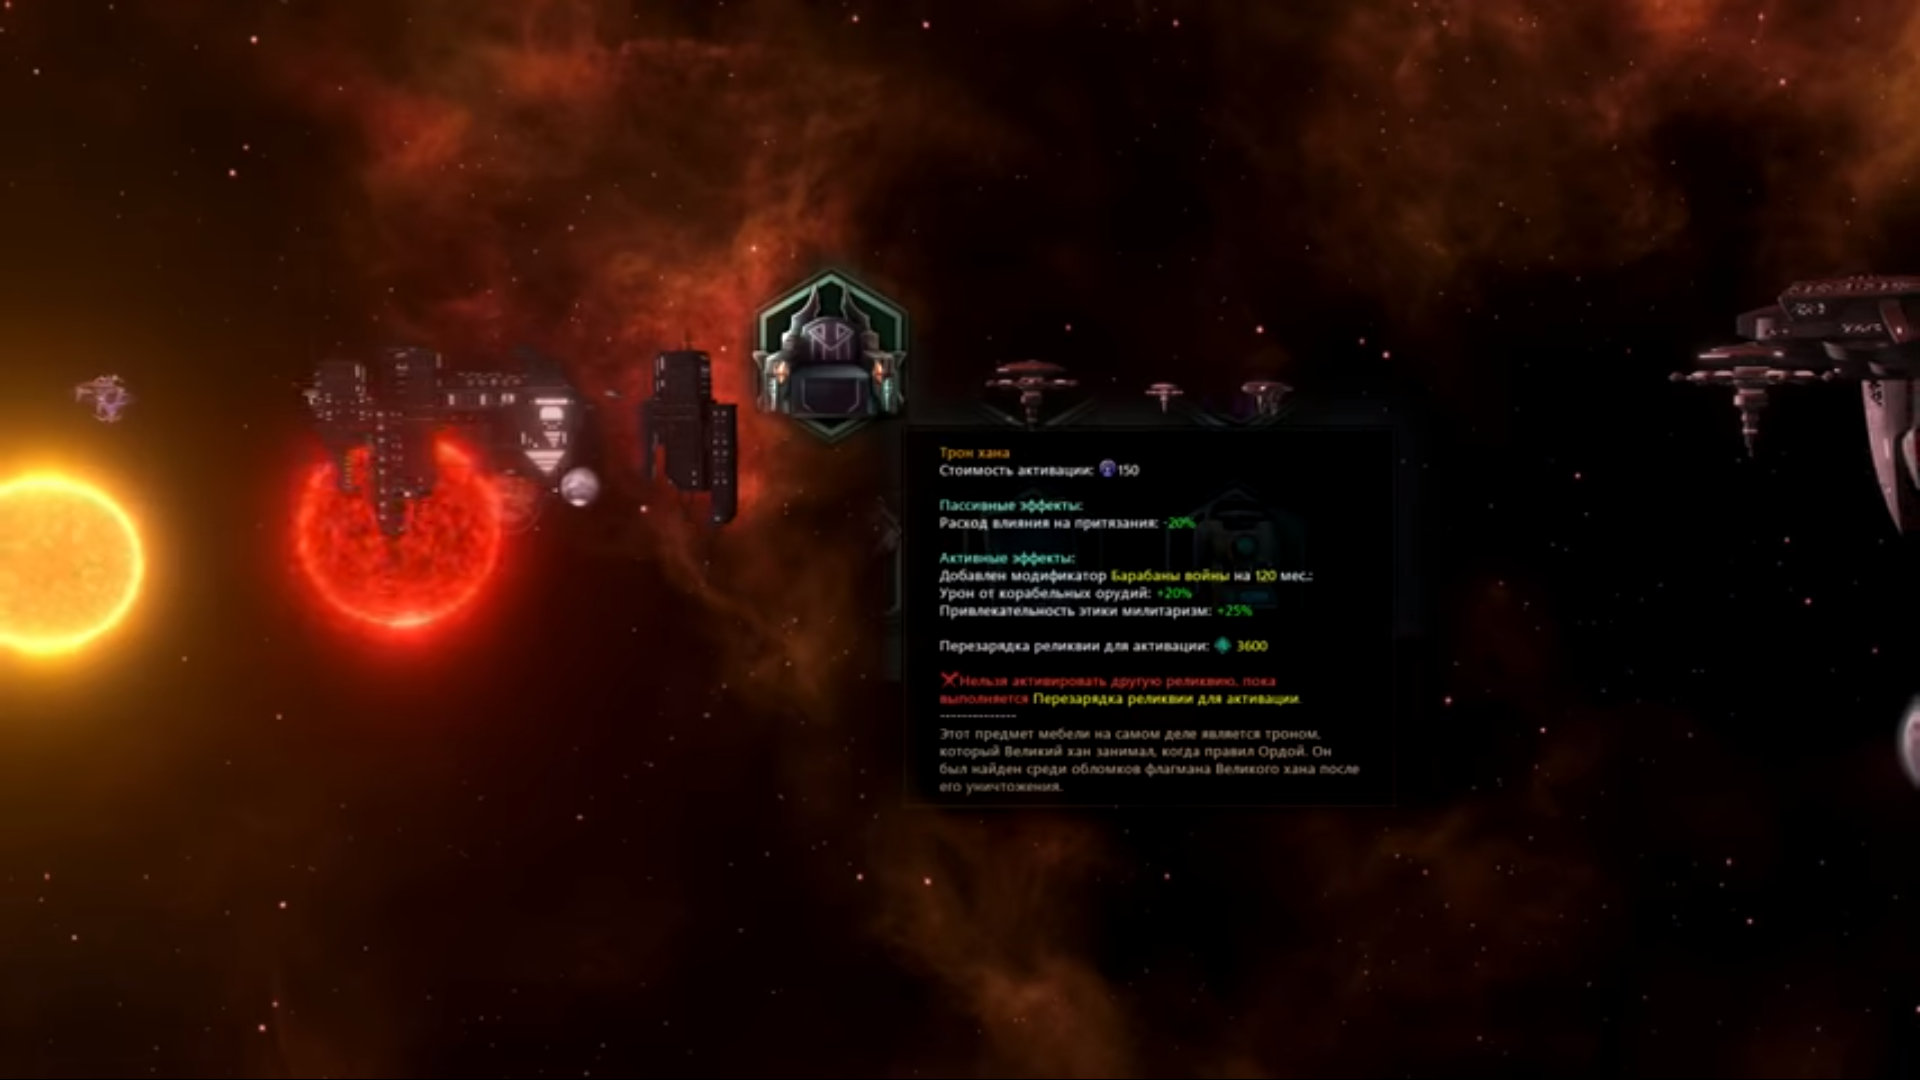 Трон хана
Стоимость активации: 150
Пассивные эффекты:
Расход влияния на притязания: -20%
Активные эффекты:
Добавлен модификатор Барабаны войны на 120 мес.:
Урон от корабельных орудий: +20%
Привлекательность этики милитаризм: +25%
Перезарядка реликвии для активации: 3600
Нельзя активировать другую реликвию, пока
выполняется Перезарядка реликвии для активации.
--------------
Этот предмет мебели на самом деле является троном,
который Великий хан занимал, когда правил Ордой. Он
был найден среди обломков флагмана Великого хана после
его уничтожения.